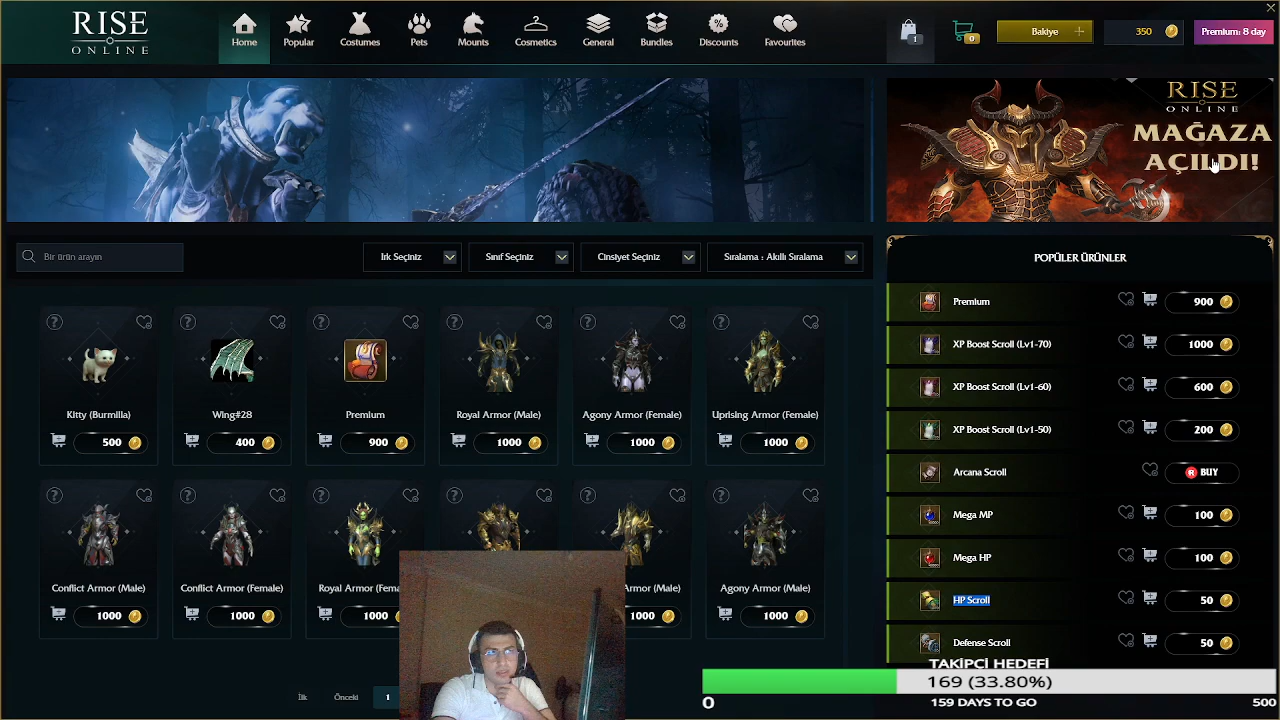 RISE
ONLINE
Home
Popular
Costumes
Pets
Mounts
Cosmetics
General
Bundles
Discounts
Favourites
1
0
Bakiye +
350
Premium: 8 day
RISE
ONLINE
MAĞAZA
AÇILDI!
Bir ürün arayın
Irk Seçiniz
Sınıf Seçiniz
Cinsiyet Seçiniz
Sıralama : Akıllı Sıralama
Kitty (Burmilla)
500
Wing#28
400
Premium
900
Royal Armor (Male)
1000
Agony Armor (Female)
1000
Uprising Armor (Female)
1000
Conflict Armor (Male)
1000
Conflict Armor (Female)
1000
Royal Armor (Fema
1000
Armor (Male)
1000
Agony Armor (Male)
1000
İlk
Önceki
1
POPÜLER ÜRÜNLER
Premium
900
XP Boost Scroll (Lv1-70)
1000
XP Boost Scroll (Lv1-60)
600
XP Boost Scroll (Lv1-50)
200
Arcana Scroll
R BUY
Mega MP
100
Mega HP
100
HP Scroll
50
Defense Scroll
50
TAKİPÇİ HEDEFİ
169 (33.80%)
0
159 DAYS TO GO
500